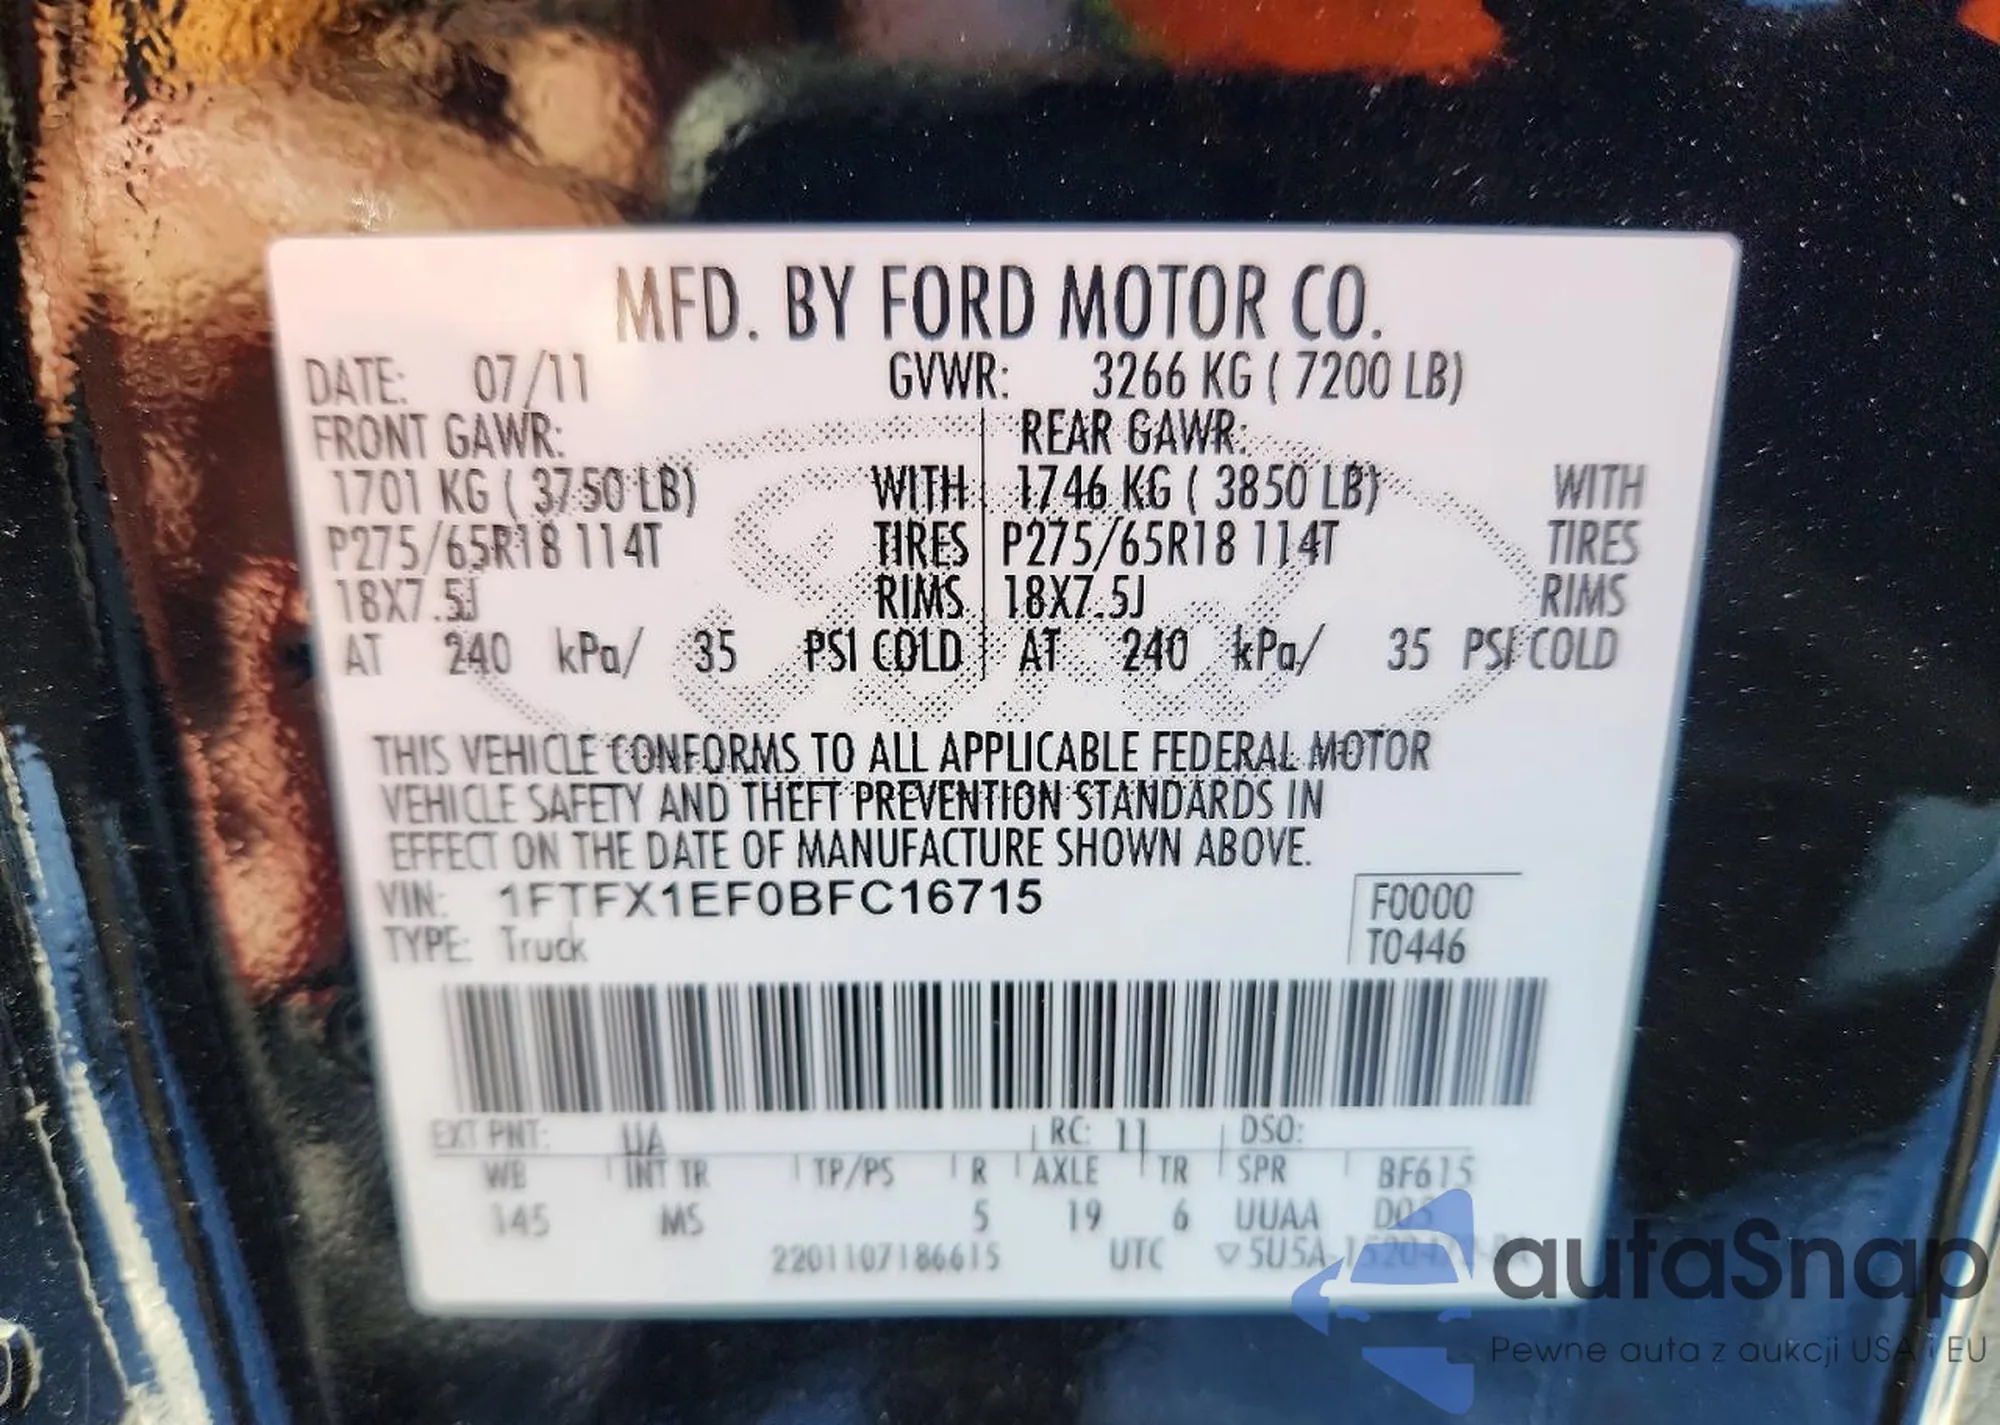 MFD. BY FORD MOTOR CO.
DATE: 07/11 GVWR: 3266 KG ( 7200 LB)
FRONT GAWR: REAR GAWR:
1701 KG ( 3750 LB) WITH 1746 KG ( 3850 LB) WITH
P275/65R18 114T TIRES P275/65R18 114T TIRES
18X7.5J RIMS 18X7.5J RIMS
AT 240 kPa/ 35 PSI COLD AT 240 kPa/ 35 PSI COLD
THIS VEHICLE CONFORMS TO ALL APPLICABLE FEDERAL MOTOR
VEHICLE SAFETY AND THEFT PREVENTION STANDARDS IN
EFFECT ON THE DATE OF MANUFACTURE SHOWN ABOVE.
VIN: 1FTFX1EF0BFC16715 F0000
TYPE: Truck T0446
EXT PNT: UA RC: 11 DSO:
WB INT TR TP/PS R AXLE TR SPR BF615
145 MS 5 19 6 UUAA
2201107186615 UTC
autaSnap
Pewne auta z aukcji USA i EU